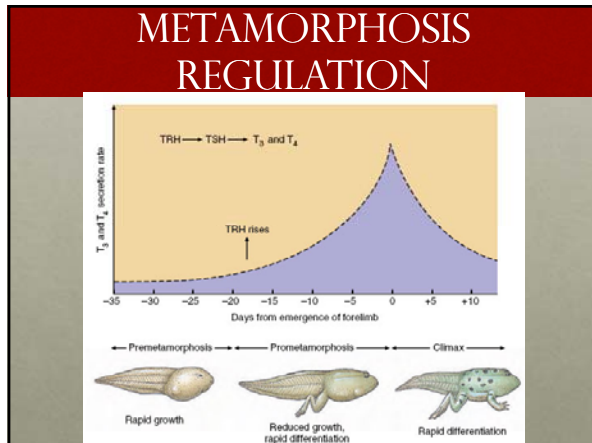 METAMORPHOSIS
REGULATION
TRH → TSH → T₃ and T₄
T₃ and T₄ secretion rate
TRH rises
–35 –30 –25 –20 –15 –10 –5 0 +5 +10
Days from emergence of forelimb
Premetamorphosis Prometamorphosis Climax
Rapid growth
Reduced growth,
rapid differentiation
Rapid differentiation